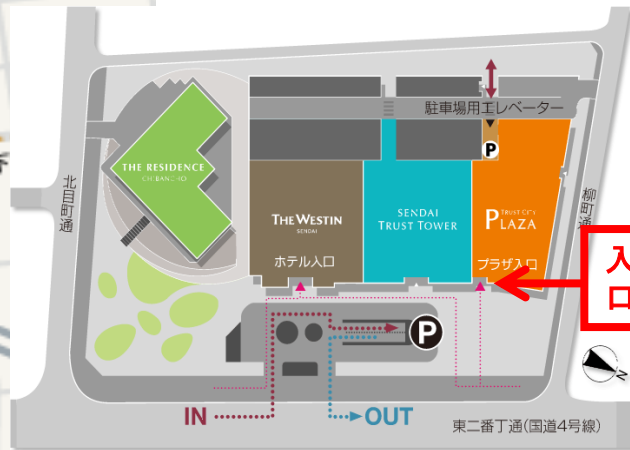 駐車場用エレベーター
P
THE RESIDENCE
ICHIBANCHO
北目町通
柳町通
THE WESTIN
SENDAI
ホテル入口
SENDAI
TRUST TOWER
TRUST CITY
PLAZA
プラザ入口
入
口
P
IN
OUT
N
東二番丁通(国道4号線)